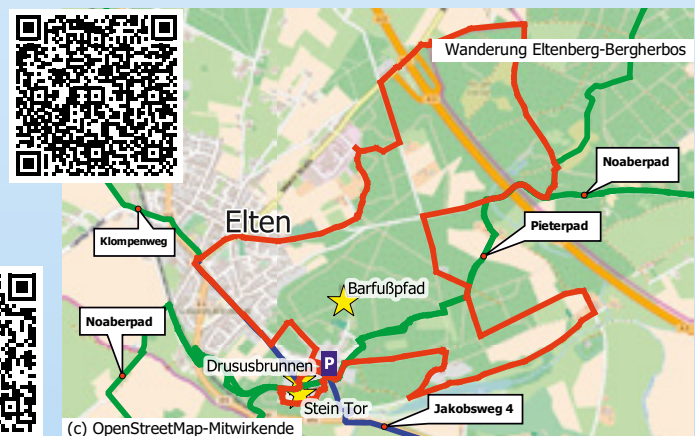 Wanderung Eltenberg-Bergherbos
Noaberpad
Elten
Pieterpad
Klompenweg
Barfußpfad
Noaberpad
Drususbrunnen
P
Stein Tor
Jakobsweg 4
(c) OpenStreetMap-Mitwirkende